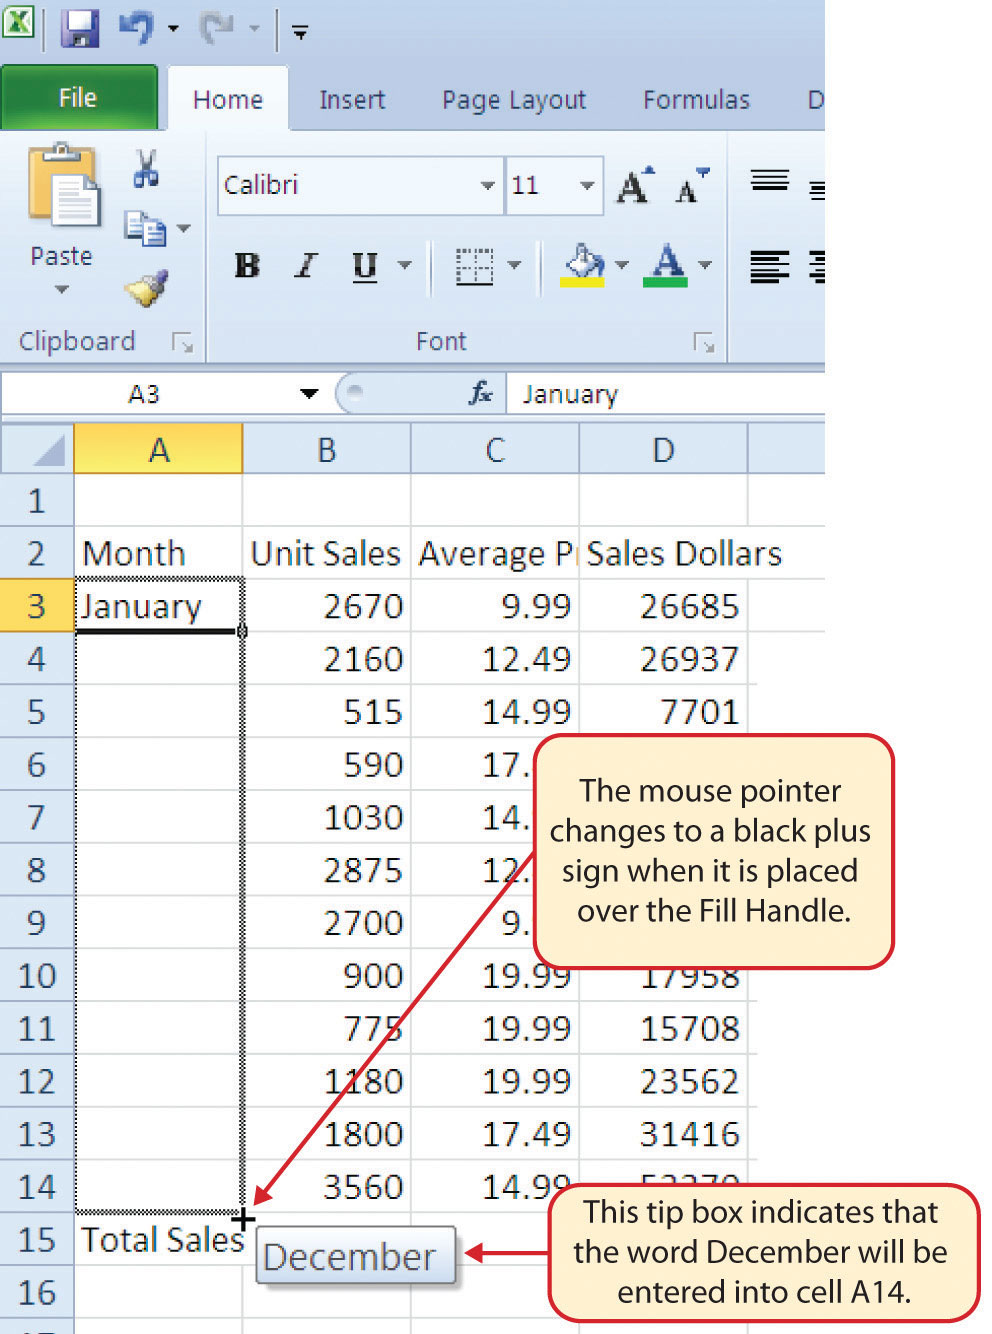 File Home Insert Page Layout Formulas D
Calibri 11
Paste
B I U A
Clipboard Font
A3 fx January
A B C D
1
2 Month Unit Sales Average Pr Sales Dollars
3 January 2670 9.99 26685
4 2160 12.49 26937
5 515 14.99 7701
6 590 17.
7 1030 14.
8 2875 12.
9 2700 9.
10 900 19.99 17958
11 775 19.99 15708
12 1180 19.99 23562
13 1800 17.49 31416
14 3560 14.99
15 Total Sales
16
December
The mouse pointer
changes to a black plus
sign when it is placed
over the Fill Handle.
This tip box indicates that
the word December will be
entered into cell A14.